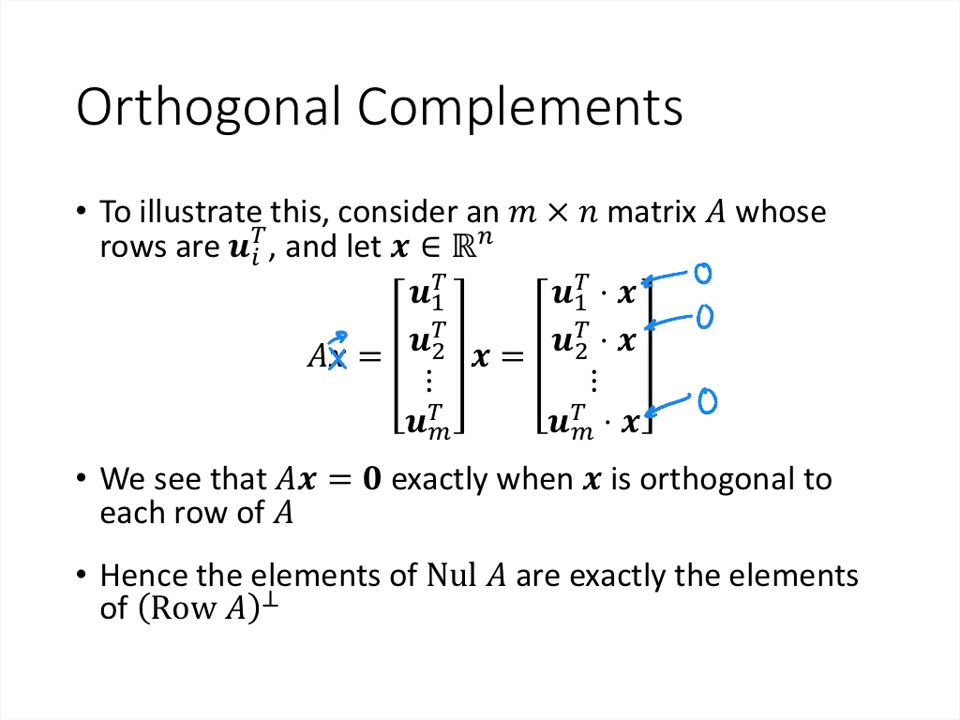 Orthogonal Complements
• To illustrate this, consider an m × n matrix A whose
rows are 𝒖ᵢᵀ, and let 𝒙 ∈ ℝⁿ
A𝒙 = [𝒖₁ᵀ 𝒖₂ᵀ ⋮ 𝒖ₘᵀ] 𝒙 = [𝒖₁ᵀ · 𝒙 𝒖₂ᵀ · 𝒙 ⋮ 𝒖ₘᵀ · 𝒙]
0
0
0
• We see that A𝒙 = 𝟎 exactly when 𝒙 is orthogonal to
each row of A
• Hence the elements of Nul A are exactly the elements
of (Row A)⊥